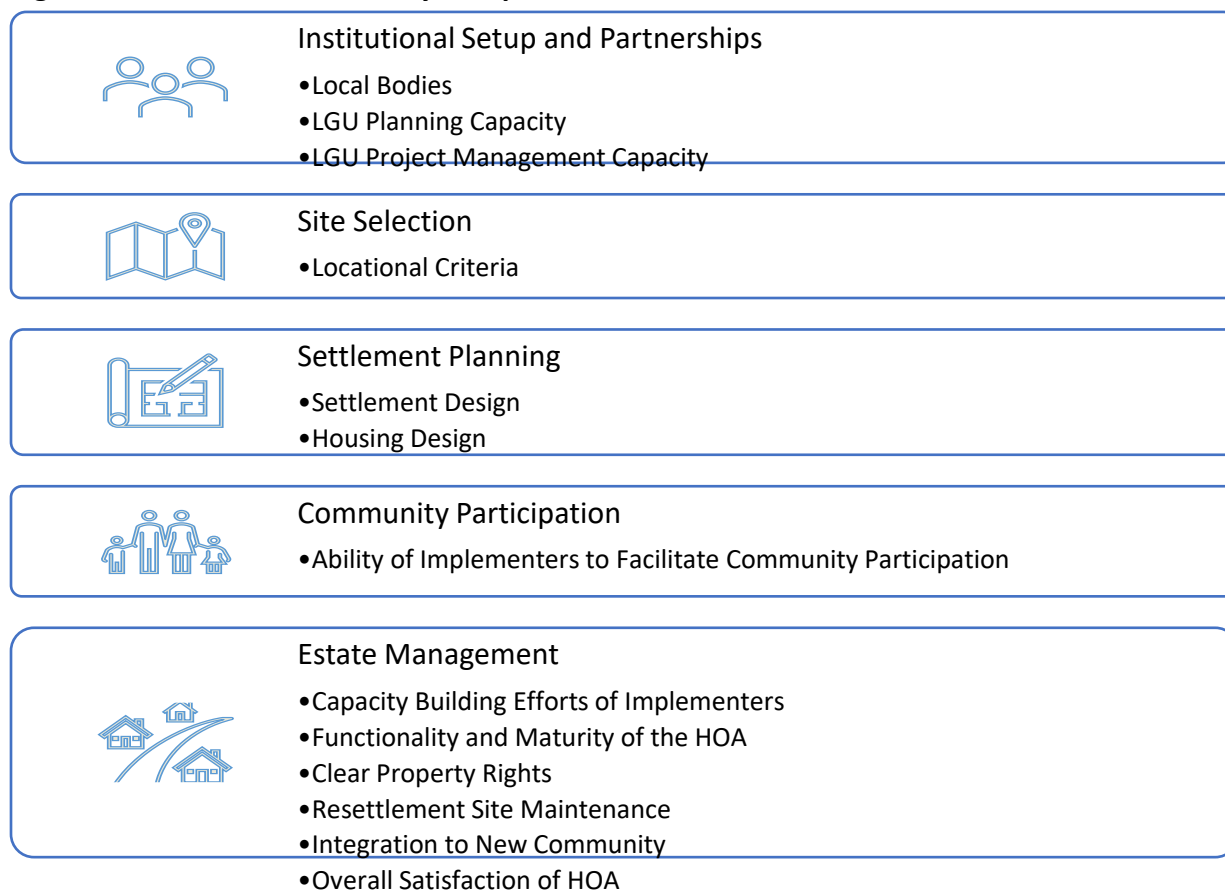 Institutional Setup and Partnerships
•Local Bodies
•LGU Planning Capacity
•LGU Project Management Capacity
Site Selection
•Locational Criteria
Settlement Planning
•Settlement Design
•Housing Design
Community Participation
•Ability of Implementers to Facilitate Community Participation
Estate Management
•Capacity Building Efforts of Implementers
•Functionality and Maturity of the HOA
•Clear Property Rights
•Resettlement Site Maintenance
•Integration to New Community
•Overall Satisfaction of HOA